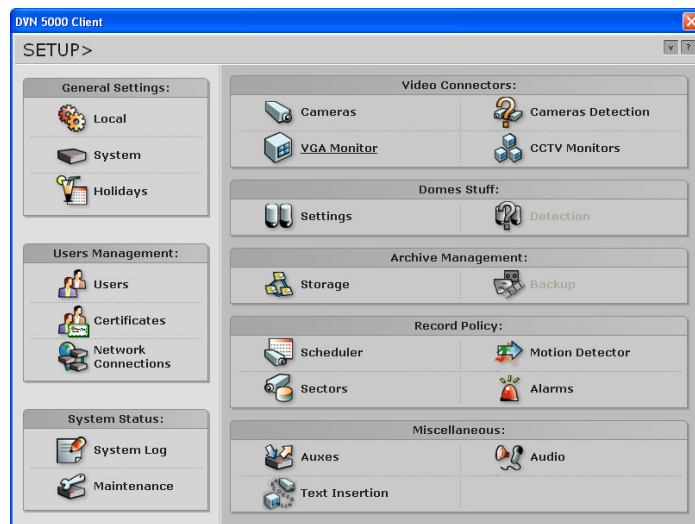 DVN 5000 Client
SETUP>
v ?
General Settings:
Local
System
Holidays
Users Management:
Users
Certificates
Network
Connections
System Status:
System Log
Maintenance
Video Connectors:
Cameras
Cameras Detection
VGA Monitor
CCTV Monitors
Domes Stuff:
Settings
Detection
Archive Management:
Storage
Backup
Record Policy:
Scheduler
Motion Detector
Sectors
Alarms
Miscellaneous:
Auxes
Audio
Text Insertion